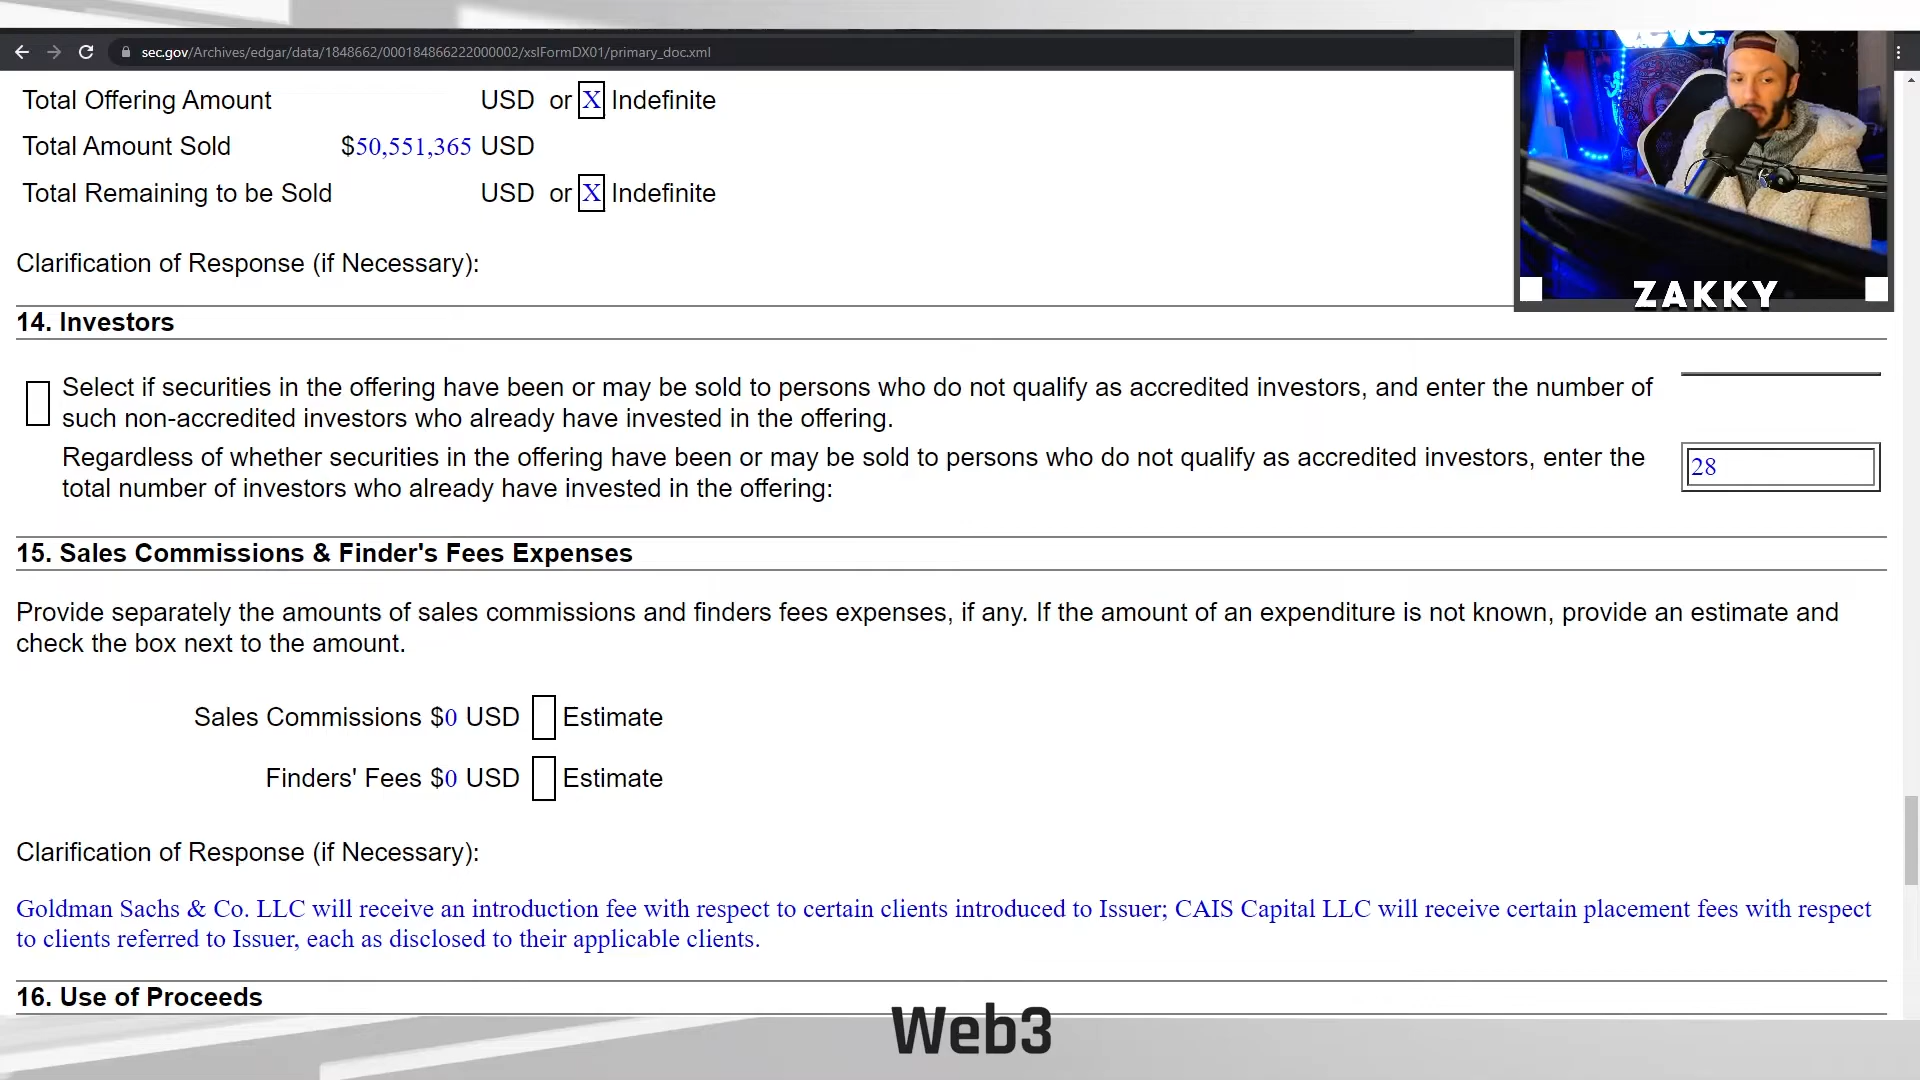 sec.gov/Archives/edgar/data/1848662/000184866222000002/xslFormDX01/primary_doc.xml
Total Offering Amount USD or X Indefinite
Total Amount Sold $50,551,365 USD
Total Remaining to be Sold USD or X Indefinite
Clarification of Response (if Necessary):
ZAKKY
14. Investors
Select if securities in the offering have been or may be sold to persons who do not qualify as accredited investors, and enter the number of
such non-accredited investors who already have invested in the offering.
Regardless of whether securities in the offering have been or may be sold to persons who do not qualify as accredited investors, enter the
total number of investors who already have invested in the offering:
28
15. Sales Commissions & Finder's Fees Expenses
Provide separately the amounts of sales commissions and finders fees expenses, if any. If the amount of an expenditure is not known, provide an estimate and
check the box next to the amount.
Sales Commissions $0 USD Estimate
Finders' Fees $0 USD Estimate
Clarification of Response (if Necessary):
Goldman Sachs & Co. LLC will receive an introduction fee with respect to certain clients introduced to Issuer; CAIS Capital LLC will receive certain placement fees with respect
to clients referred to Issuer, each as disclosed to their applicable clients.
16. Use of Proceeds
Web3